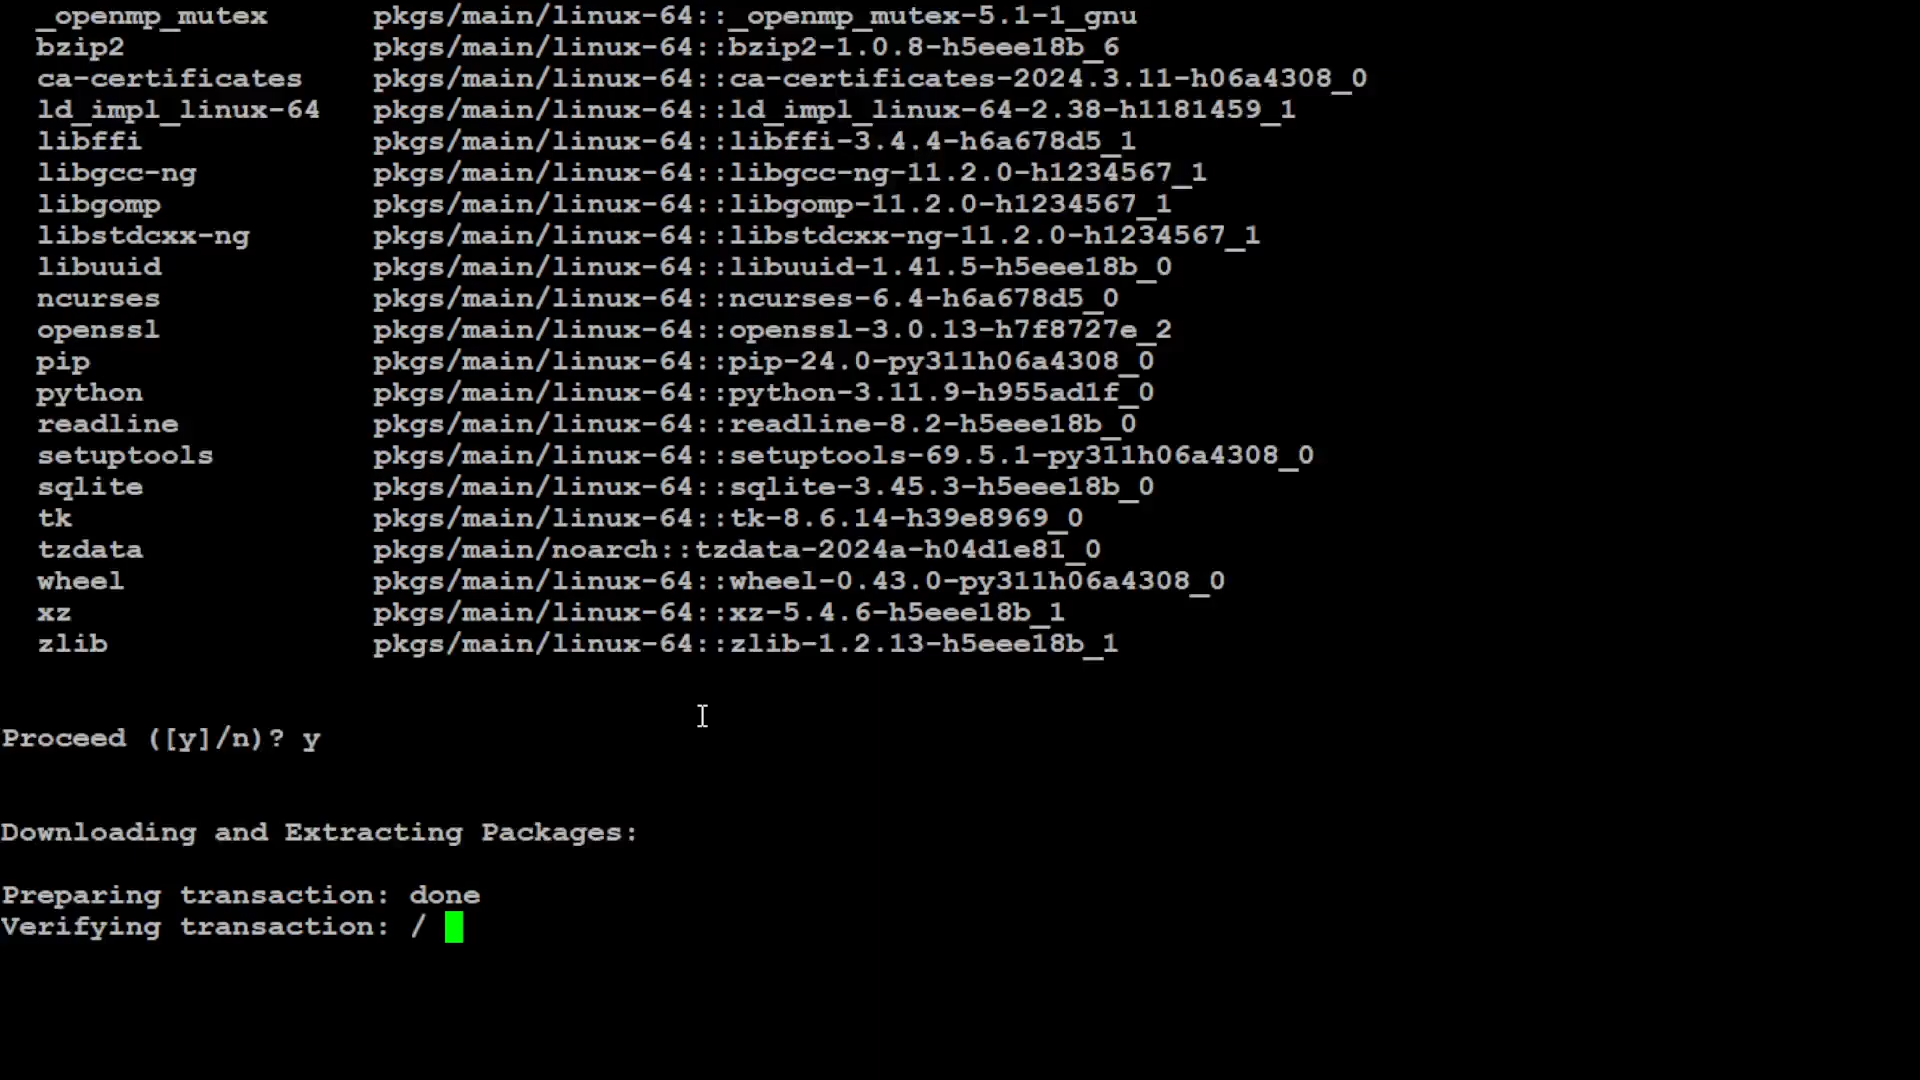 _openmp_mutex      pkgs/main/linux-64::_openmp_mutex-5.1-1_gnu
bzip2              pkgs/main/linux-64::bzip2-1.0.8-h5eee18b_6
ca-certificates    pkgs/main/linux-64::ca-certificates-2024.3.11-h06a4308_0
ld_impl_linux-64   pkgs/main/linux-64::ld_impl_linux-64-2.38-h1181459_1
libffi             pkgs/main/linux-64::libffi-3.4.4-h6a678d5_1
libgcc-ng          pkgs/main/linux-64::libgcc-ng-11.2.0-h1234567_1
libgomp            pkgs/main/linux-64::libgomp-11.2.0-h1234567_1
libstdcxx-ng       pkgs/main/linux-64::libstdcxx-ng-11.2.0-h1234567_1
libuuid            pkgs/main/linux-64::libuuid-1.41.5-h5eee18b_0
ncurses            pkgs/main/linux-64::ncurses-6.4-h6a678d5_0
openssl            pkgs/main/linux-64::openssl-3.0.13-h7f8727e_2
pip                pkgs/main/linux-64::pip-24.0-py311h06a4308_0
python             pkgs/main/linux-64::python-3.11.9-h955ad1f_0
readline           pkgs/main/linux-64::readline-8.2-h5eee18b_0
setuptools         pkgs/main/linux-64::setuptools-69.5.1-py311h06a4308_0
sqlite             pkgs/main/linux-64::sqlite-3.45.3-h5eee18b_0
tk                 pkgs/main/linux-64::tk-8.6.14-h39e8969_0
tzdata             pkgs/main/noarch::tzdata-2024a-h04d1e81_0
wheel              pkgs/main/linux-64::wheel-0.43.0-py311h06a4308_0
xz                 pkgs/main/linux-64::xz-5.4.6-h5eee18b_1
zlib               pkgs/main/linux-64::zlib-1.2.13-h5eee18b_1
Proceed ([y]/n)? y
Downloading and Extracting Packages:
Preparing transaction: done
Verifying transaction: /